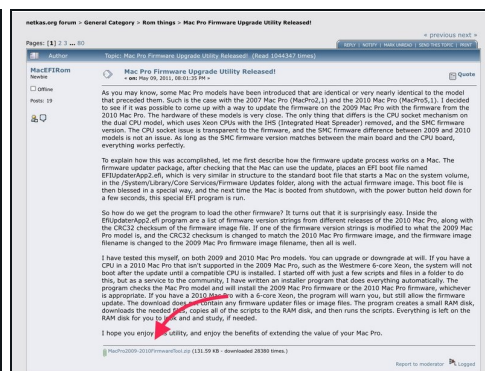 netkas.org forum > General Category > Rom things > Mac Pro Firmware Upgrade Utility Released!
« previous next »
Pages: [1] 2 3 ... 80
REPLY | NOTIFY | MARK UNREAD | SEND THIS TOPIC | PRINT
Author
Topic: Mac Pro Firmware Upgrade Utility Released! (Read 1044347 times)
MacEFIRom
Newbie
Offline
Posts: 19
Mac Pro Firmware Upgrade Utility Released!
« on: May 09, 2011, 08:01:35 PM »
Quote
As you may know, some Mac Pro models have been introduced that are identical or very nearly identical to the model
that preceded them. Such is the case with the 2007 Mac Pro (MacPro2,1) and the 2010 Mac Pro (MacPro5,1). I decided
to see if it was possible to come up with a way to update the firmware on the 2009 Mac Pro with the firmware from the
2010 Mac Pro. The hardware of these models is very close. The only thing that differs is the CPU socket mechanism on
the dual CPU model, which uses Xeon CPUs with the IHS (Integrated Heat Spreader) removed, and the SMC firmware
version. The CPU socket issue is transparent to the firmware, and the SMC firmware difference between 2009 and 2010
models is not an issue. As long as the SMC firmware version matches between the main board and the CPU board,
everything works perfectly.
To explain how this was accomplished, let me first describe how the firmware update process works on a Mac. The
firmware updater package, after checking that the Mac can use the update, places an EFI boot file named
EFIUpdaterApp2.efi, which is very similar in structure to the standard boot file that starts a Mac on the system volume,
in the /System/Library/Core Services/Firmware Updates folder, along with the actual firmware image. This boot file is
then blessed in a special way, and the next time the Mac is booted from shutdown, with the power held down for
a few seconds, this special EFI program is run.
So how do we get the program to load the other firmware? It turns out that it is surprisingly easy. Inside the
EfiUpdaterApp2.efi program are a list of firmware version strings from different releases of the 2010 Mac Pro, along with
the CRC32 checksum of the firmware image file. If one of the firmware version strings is modified to what the 2009 Mac
Pro model is, and the CRC32 checksum is changed to match the 2010 Mac Pro firmware image, and the firmware image
filename is changed to the 2009 Mac Pro firmware image filename, then all is well.
I have tested this myself, on both 2009 and 2010 Mac Pro models. You can upgrade or downgrade at will. If you have a
CPU in a 2010 Mac Pro that isn't supported in the 2009 Mac Pro, such as the Westmere 6-core Xeon, the system will not
boot after the update until a compatible CPU is installed. I started off with just a few scripts and files in a folder to do
this, but as a service to the community, I have written an installer program that does everything automatically. The
program checks the Mac Pro model and will install the 2009 Mac Pro firmware or the 2010 Mac Pro firmware, whichever
is appropriate. If you have a 2010 Mac Pro with a 6-core Xeon, the program will warn you, but still allow the firmware
update. The download does not contain any firmware updater files or image files. The program creates a small RAM disk,
downloads the needed files, copies all of the scripts to the RAM disk, and then runs the scripts. Everything is left on the
RAM disk for you to look and and study, if needed.
I hope you enjoy utility, and enjoy the benefits of extending the value of your Mac Pro.
MacPro2009-2010FirmwareTool.zip (131.59 KB - downloaded 28380 times.)
Report to moderator Logged